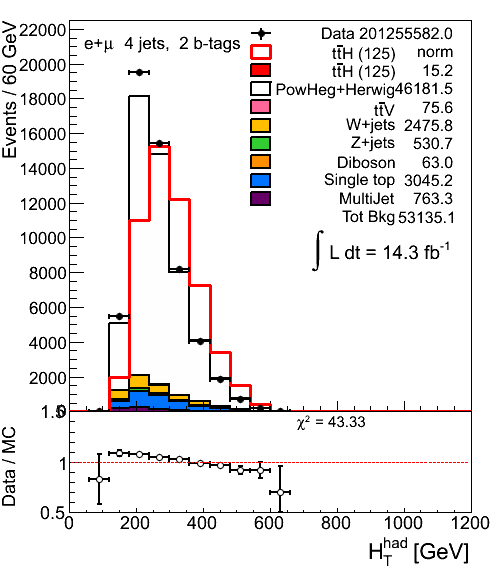 e+μ 4 jets, 2 b-tags
Data 201255582.0
tt̄H (125) norm
tt̄H (125) 15.2
PowHeg+Herwig46181.5
tt̄V 75.6
W+jets 2475.8
Z+jets 530.7
Diboson 63.0
Single top 3045.2
MultiJet 763.3
Tot Bkg 53135.1
∫ L dt = 14.3 fb⁻¹
Events / 60 GeV
22000
20000
18000
16000
14000
12000
10000
8000
6000
4000
2000
0
χ² = 43.33
Data / MC
1.5
1
0.5
0 200 400 600 800 1000 1200
H_T^had [GeV]